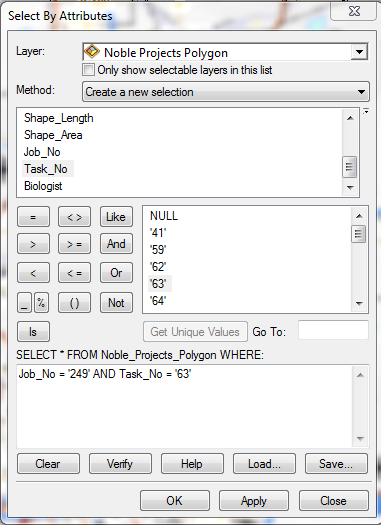 Select By Attributes
Layer: Noble Projects Polygon
Only show selectable layers in this list
Method: Create a new selection
Shape_Length
Shape_Area
Job_No
Task_No
Biologist
= < > Like
> > = And
< < = Or
_ % ( ) Not
Is
NULL
'41'
'59'
'62'
'63'
'64'
Get Unique Values Go To:
SELECT * FROM Noble_Projects_Polygon WHERE:
Job_No = '249' AND Task_No = '63'
Clear Verify Help Load... Save...
OK Apply Close